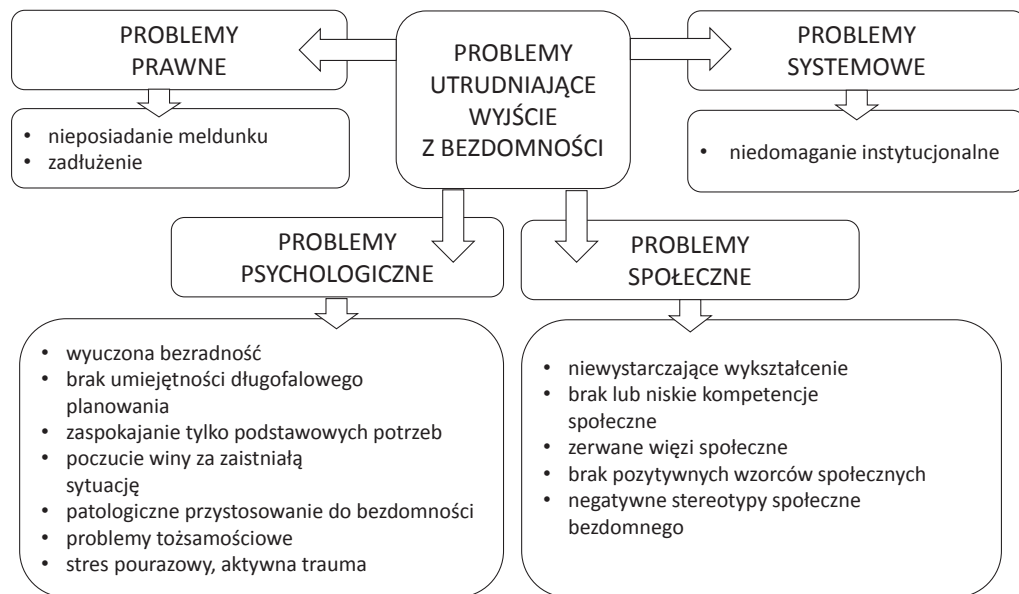 PROBLEMY
PRAWNE
PROBLEMY
UTRUDNIAJĄCE
WYJŚCIE
Z BEZDOMNOŚCI
PROBLEMY
SYSTEMOWE
• nieposiadanie meldunku
• zadłużenie
• niedomaganie instytucjonalne
PROBLEMY
PSYCHOLOGICZNE
PROBLEMY
SPOŁECZNE
• wyuczona bezradność
• brak umiejętności długofalowego
planowania
• zaspokajanie tylko podstawowych potrzeb
• poczucie winy za zaistniałą
sytuację
• patologiczne przystosowanie do bezdomności
• problemy tożsamościowe
• stres pourazowy, aktywna trauma
• niewystarczające wykształcenie
• brak lub niskie kompetencje
społeczne
• zerwane więzi społeczne
• brak pozytywnych wzorców społecznych
• negatywne stereotypy społeczne
bezdomnego